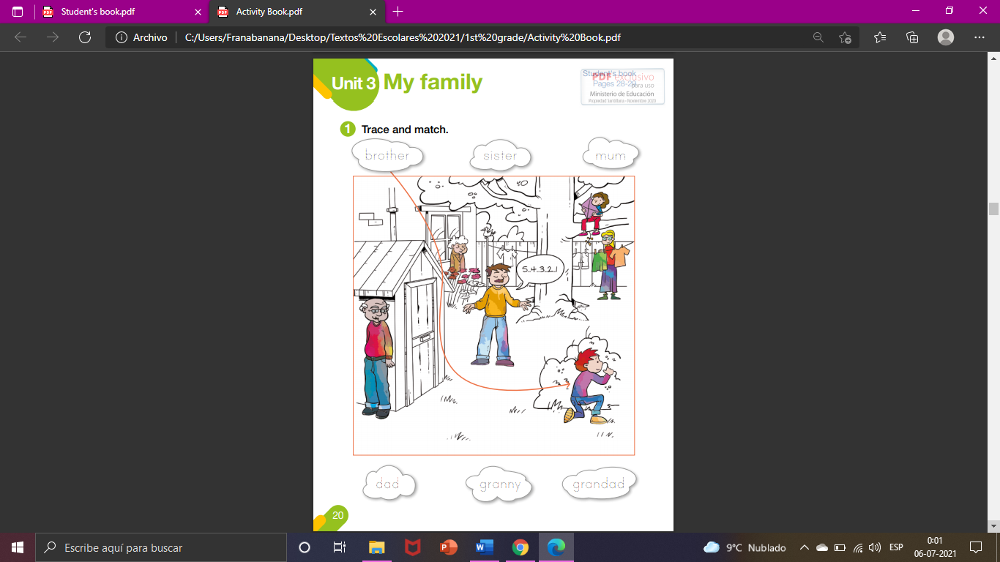 Student's book.pdf
Activity Book.pdf
Archivo
C:/Users/Franabanana/Desktop/Textos%20Escolares%202021/1st%20grade/Activity%20Book.pdf
Unit 3 My family
Student's book
Pages 28-29
PDF exclusivo
para uso
Ministerio de Educación
Propiedad Santillana - Noviembre 2020
1 Trace and match.
brother
sister
mum
5..4..3..2..1
dad
granny
grandad
20
Escribe aquí para buscar
9°C Nublado
ESP
0:01
06-07-2021